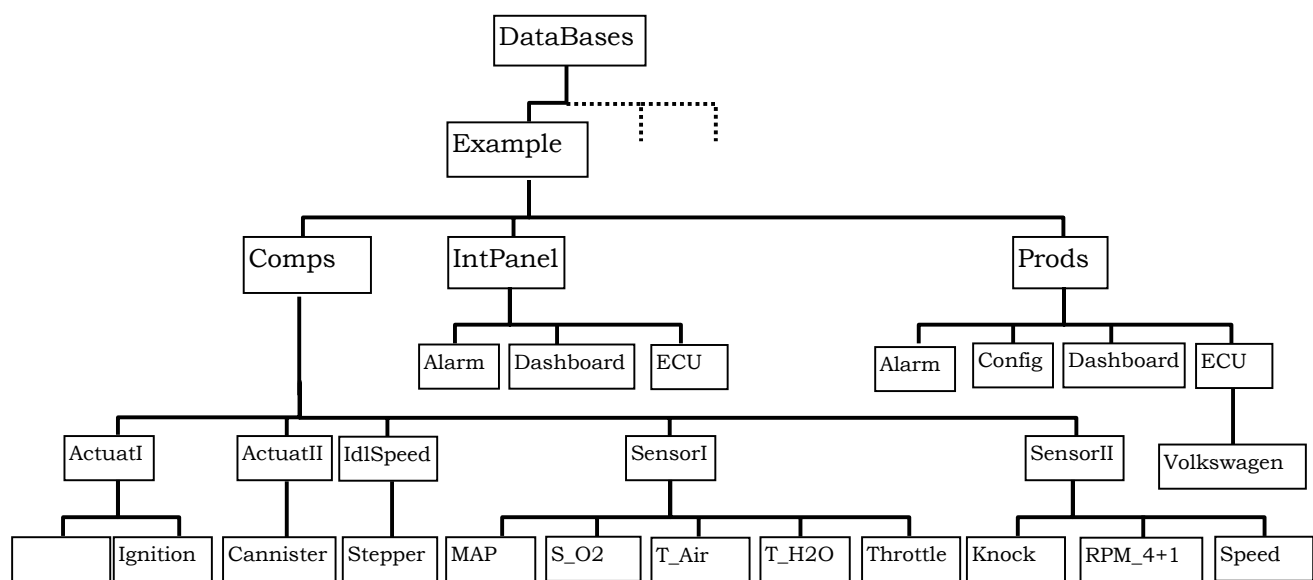 DataBases
Example
Comps
IntPanel
Prods
Alarm
Dashboard
ECU
Alarm
Config
Dashboard
ECU
ActuatI
ActuatII
IdlSpeed
SensorI
SensorII
Volkswagen
Ignition
Cannister
Stepper
MAP
S_O2
T_Air
T_H2O
Throttle
Knock
RPM_4+1
Speed